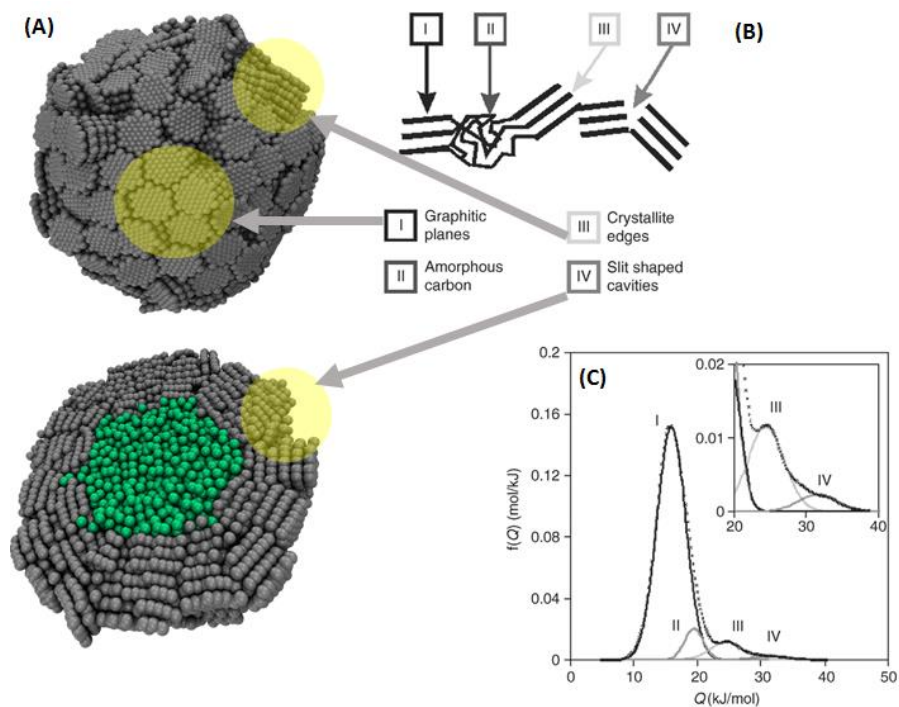 (A)
I II III IV (B)
I Graphitic
planes
III Crystallite
edges
II Amorphous
carbon
IV Slit shaped
cavities
(C)
0.2
0.16
0.12
0.08
0.04
0
f(Q) (mol/kJ)
I
II
III
IV
0.02
0.01
0
III
IV
20 30 40
0 10 20 30 40 50
Q(kJ/mol)